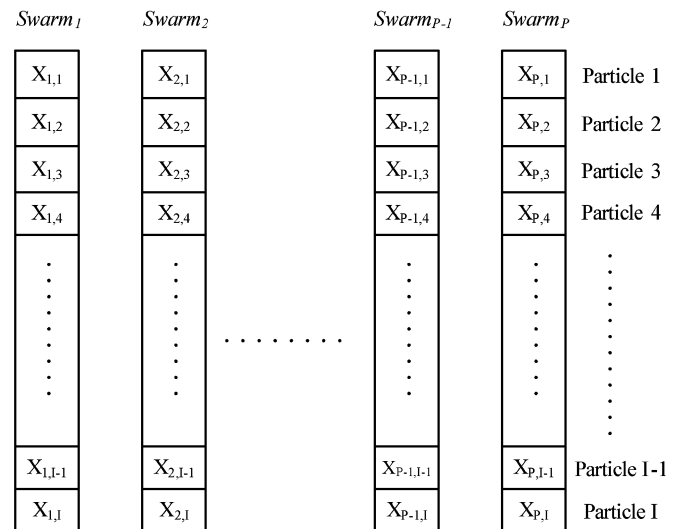 Swarm1 Swarm2 SwarmP-1 SwarmP
X1,1 X2,1 XP-1,1 XP,1 Particle 1
X1,2 X2,2 XP-1,2 XP,2 Particle 2
X1,3 X2,3 XP-1,3 XP,3 Particle 3
X1,4 X2,4 XP-1,4 XP,4 Particle 4
X1,I-1 X2,I-1 XP-1,I-1 XP,I-1 Particle I-1
X1,I X2,I XP-1,I XP,I Particle I